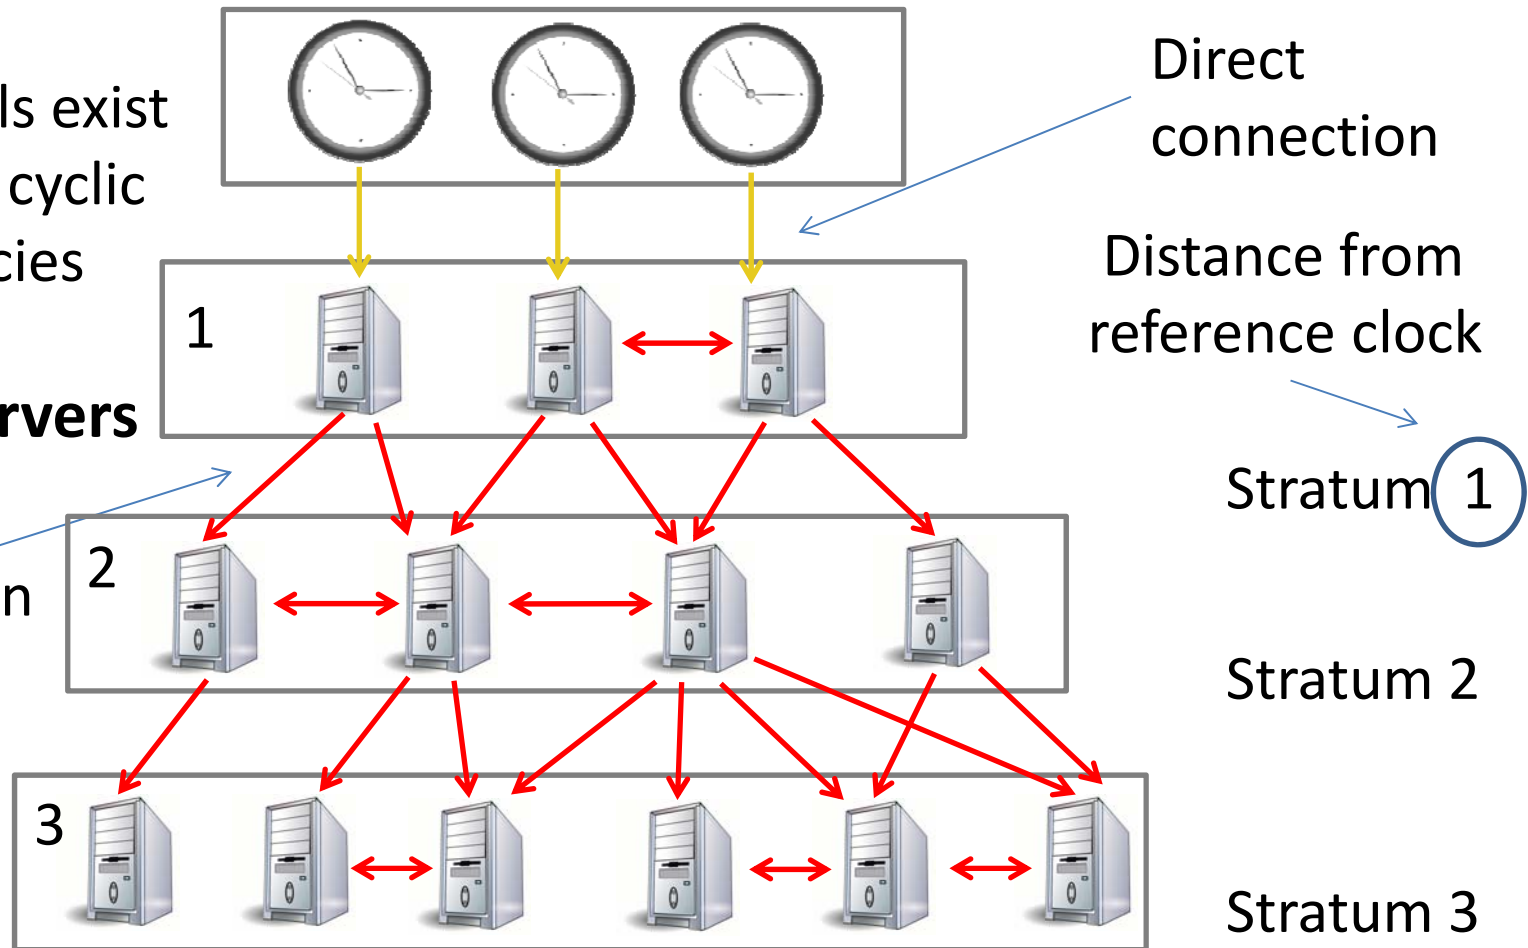 ls exist
cyclic
cies
rvers
n
Direct
connection
Distance from
reference clock
1
2
3
Stratum 1
Stratum 2
Stratum 3